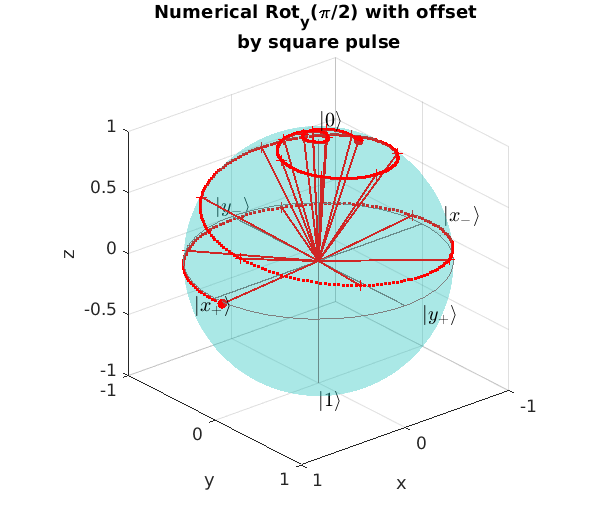 Numerical Rot_y(π/2) with offset
by square pulse
|0⟩
1
0.5
|y₋⟩
|x₋⟩
z
0
-0.5
|x₊⟩
|y₊⟩
-1
-1
|1⟩
-1
0
0
y
1
1
x